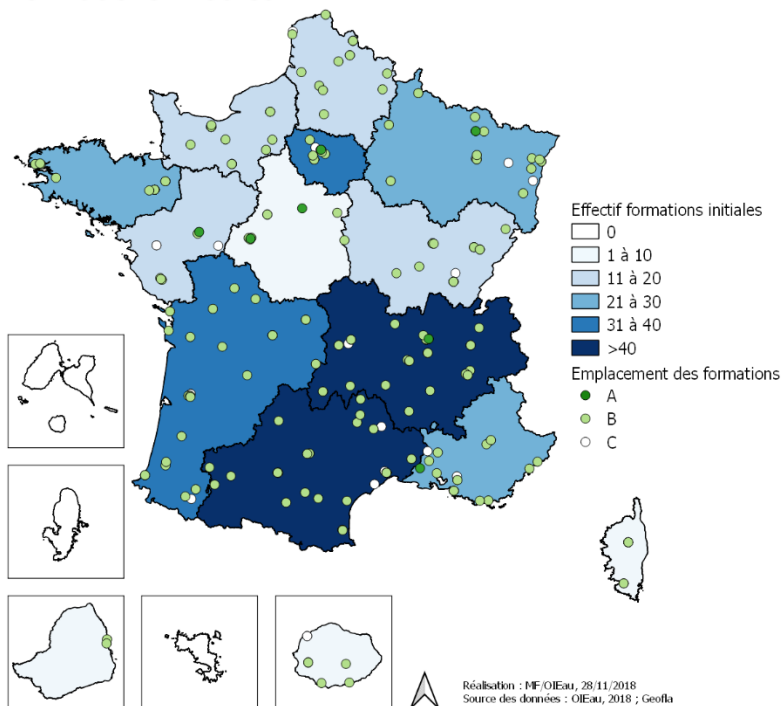 Effectif formations initiales
0
1 à 10
11 à 20
21 à 30
31 à 40
>40
Emplacement des formations
A
B
C
Réalisation : MF/OIEau, 28/11/2018
Source des données : OIEau, 2018 ; Geofla